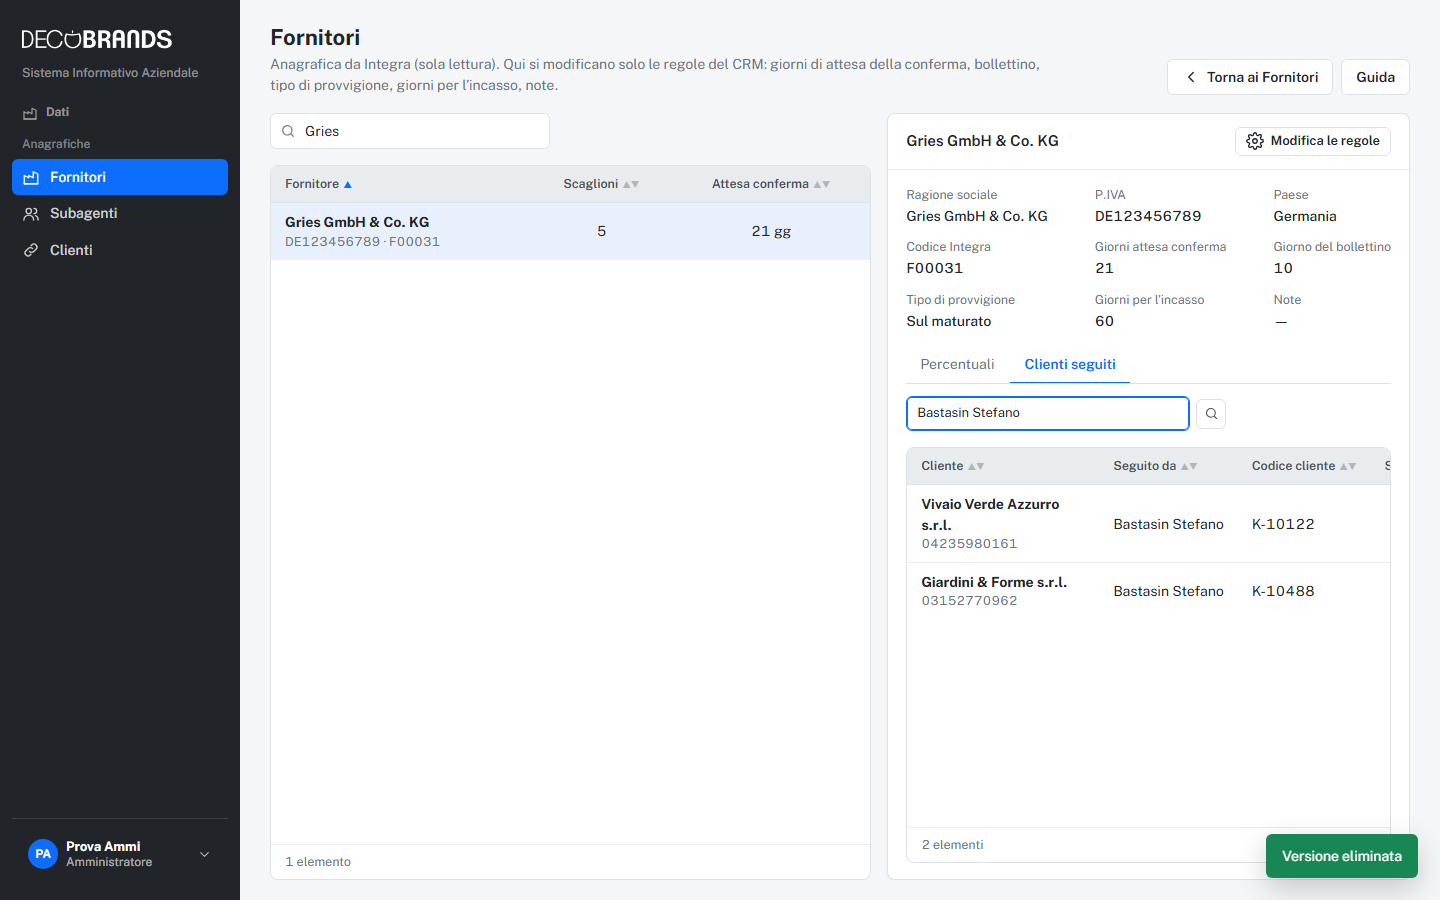 DECOBRANDS
Sistema Informativo Aziendale
Dati
Anagrafiche
Fornitori
Subagenti
Clienti
PA
Prova Ammi
Amministratore
Fornitori
Anagrafica da Integra (sola lettura). Qui si modificano solo le regole del CRM: giorni di attesa della conferma, bollettino,
tipo di provvigione, giorni per l'incasso, note.
Torna ai Fornitori
Guida
Gries
Fornitore ▲ Scaglioni ▲▼ Attesa conferma ▲▼
Gries GmbH & Co. KG
DE123456789 · F00031
5
21 gg
1 elemento
Gries GmbH & Co. KG
Modifica le regole
Ragione sociale P.IVA Paese
Gries GmbH & Co. KG DE123456789 Germania
Codice Integra Giorni attesa conferma Giorno del bollettino
F00031 21 10
Tipo di provvigione Giorni per l'incasso Note
Sul maturato 60 —
Percentuali Clienti seguiti
Bastasin Stefano
Cliente ▲▼ Seguito da ▲▼ Codice cliente ▲▼
Vivaio Verde Azzurro
s.r.l.
04235980161
Bastasin Stefano K-10122
Giardini & Forme s.r.l.
03152770962
Bastasin Stefano K-10488
2 elementi
Versione eliminata